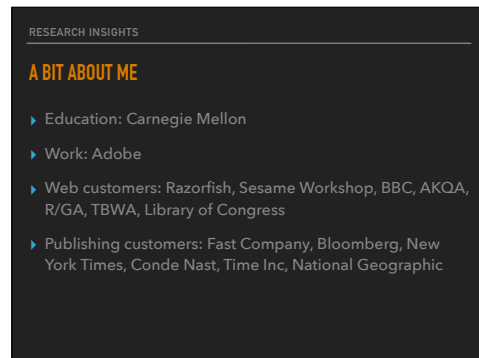 RESEARCH INSIGHTS
A BIT ABOUT ME
▸ Education: Carnegie Mellon
▸ Work: Adobe
▸ Web customers: Razorfish, Sesame Workshop, BBC, AKQA,
R/GA, TBWA, Library of Congress
▸ Publishing customers: Fast Company, Bloomberg, New
York Times, Conde Nast, Time Inc, National Geographic